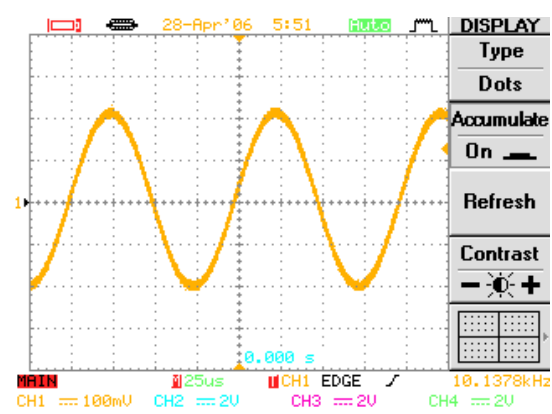 28-Apr'06 5:51 Auto DISPLAY
Type
Dots
Accumulate
On
Refresh
Contrast
1
0.000 s
MAIN M 25us T CH1 EDGE 10.1378kHz
CH1 100mV CH2 2V CH3 2V CH4 2V